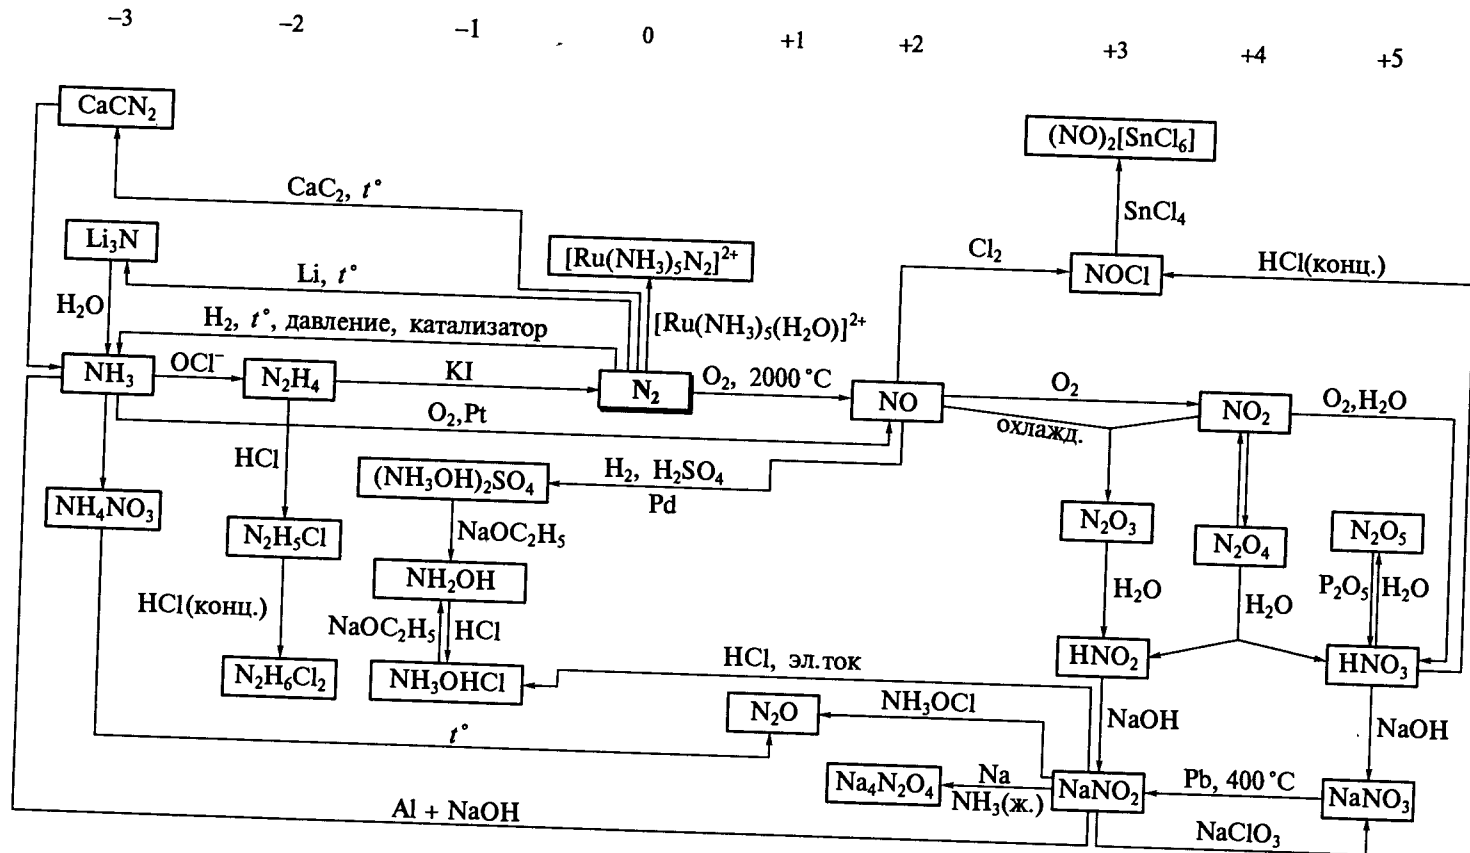 −3 −2 −1 0 +1 +2 +3 +4 +5
CaCN₂
(NO)₂[SnCl₆]
CaC₂, t°
SnCl₄
Li₃N
[Ru(NH₃)₅N₂]²⁺
Cl₂
NOCl
HCl(конц.)
Li, t°
H₂O
H₂, t°, давление, катализатор
[Ru(NH₃)₅(H₂O)]²⁺
NH₃
OCl⁻
N₂H₄
KI
N₂
O₂, 2000 °C
NO
O₂
NO₂
O₂,H₂O
O₂,Pt
охлажд.
HCl
(NH₃OH)₂SO₄
H₂, H₂SO₄
Pd
NH₄NO₃
N₂H₅Cl
NaOC₂H₅
N₂O₃
N₂O₄
N₂O₅
NH₂OH
H₂O
H₂O
P₂O₅
H₂O
HCl(конц.)
NaOC₂H₅
HCl
N₂H₆Cl₂
NH₃OHCl
HCl, эл.ток
HNO₂
HNO₃
N₂O
NH₃OCl
NaOH
NaOH
t°
Na₄N₂O₄
Na
NH₃(ж.)
NaNO₂
Pb, 400 °C
NaNO₃
Al + NaOH
NaClO₃